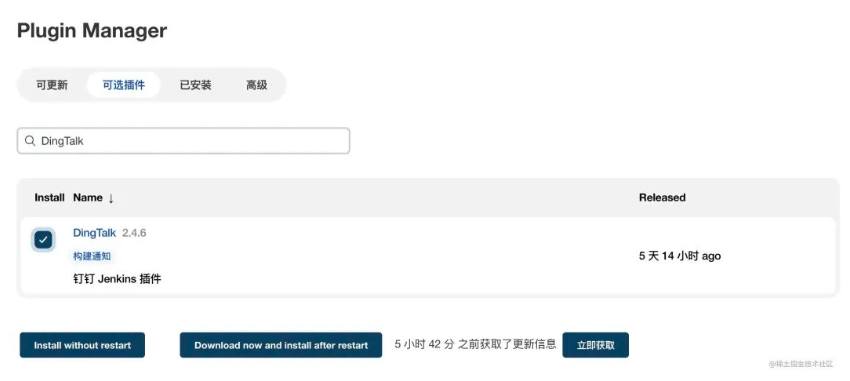 Plugin Manager
可更新 可选插件 已安装 高级
DingTalk
Install Name ↓ Released
DingTalk 2.4.6
构建通知
5 天 14 小时 ago
钉钉 Jenkins 插件
Install without restart Download now and install after restart 5 小时 42 分 之前获取了更新信息 立即获取
@稀土掘金技术社区